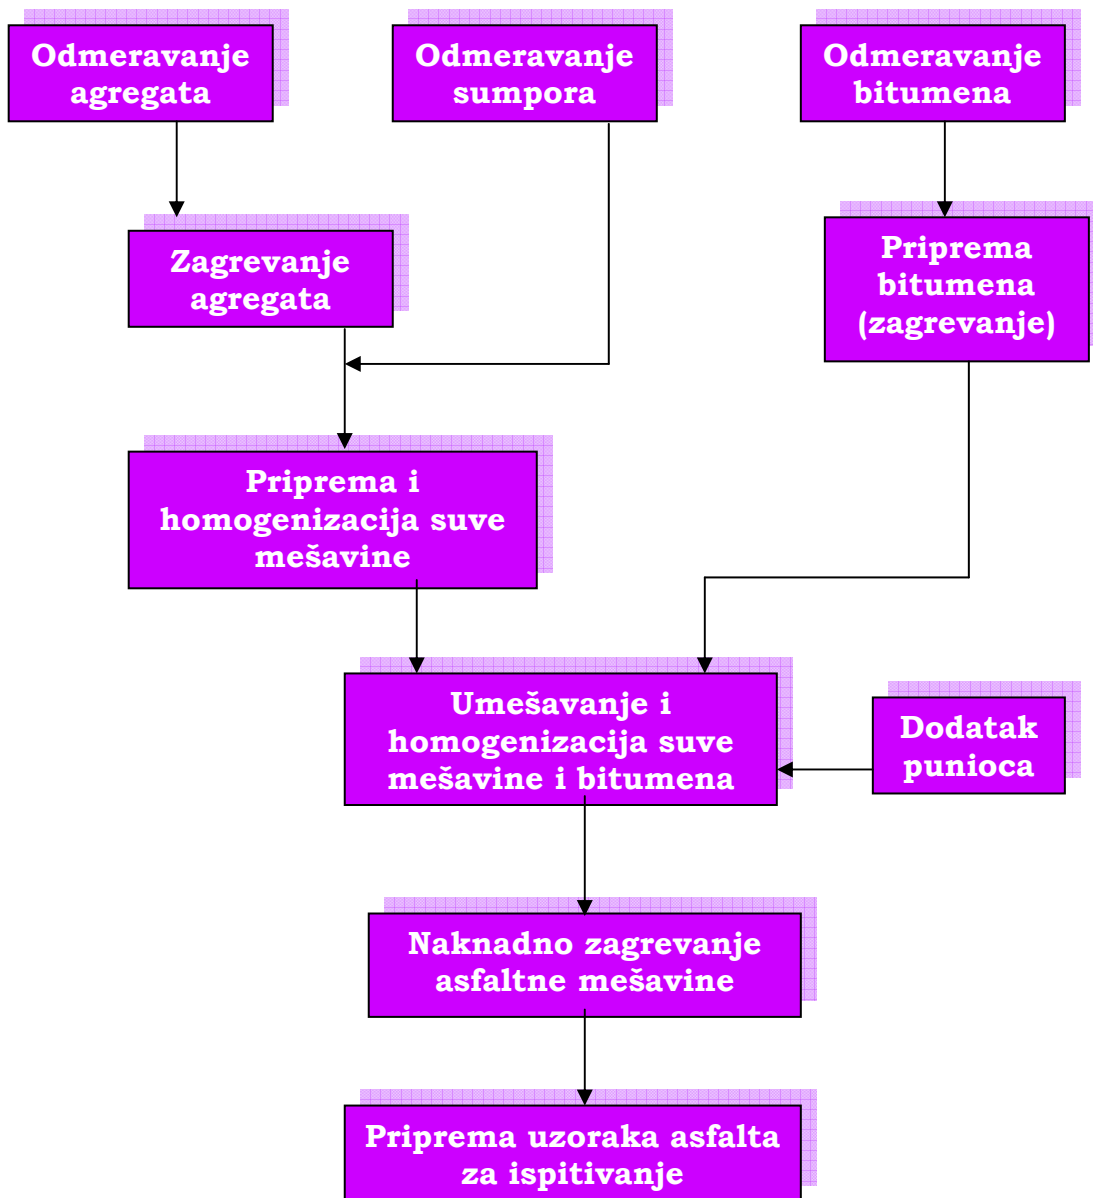 Odmeravanje
agregata
Odmeravanje
sumpora
Odmeravanje
bitumena
Zagrevanje
agregata
Priprema
bitumena
(zagrevanje)
Priprema i
homogenizacija suve
mešavine
Umešavanje i
homogenizacija suve
mešavine i bitumena
Dodatak
punioca
Naknadno zagrevanje
asfaltne mešavine
Priprema uzoraka asfalta
za ispitivanje